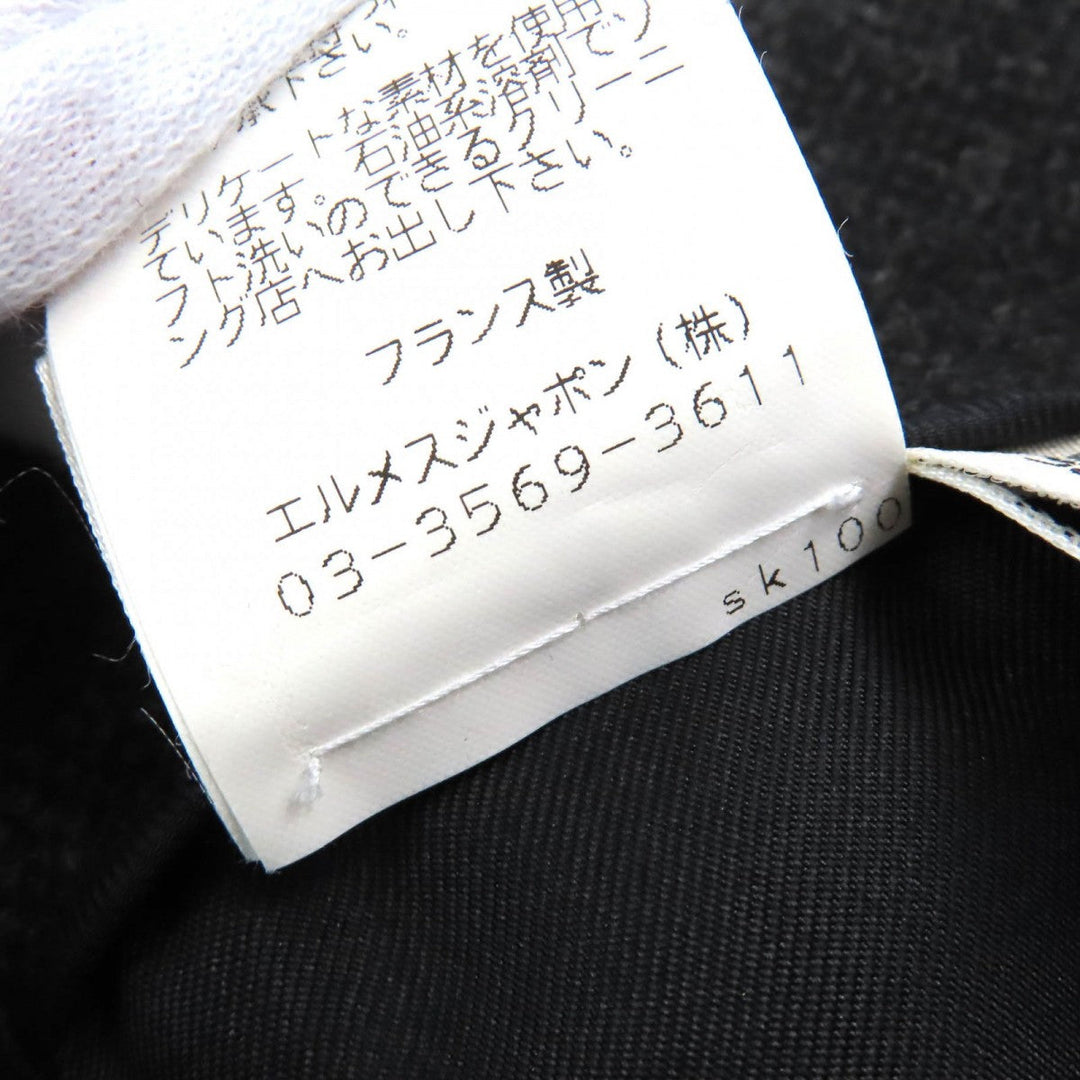 下さい。
デリケートな素材を使用し
ています。石油系溶剤でソ
フト洗いのできるクリーニ
ング店へお出し下さい。
フランス製
エルメスジャポン(株)
03-3569-3611
sk100